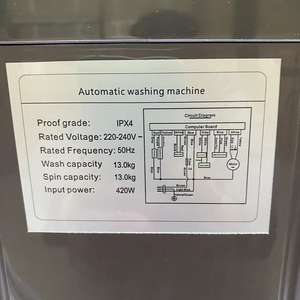 Automatic washing machine
Proof grade: IPX4
Rated Voltage: 220-240V~
Rated Frequency: 50Hz
Wash capacity 13.0kg
Spin capacity: 13.0kg
Input power: 420W
Circuit Diagrams
Computer Board